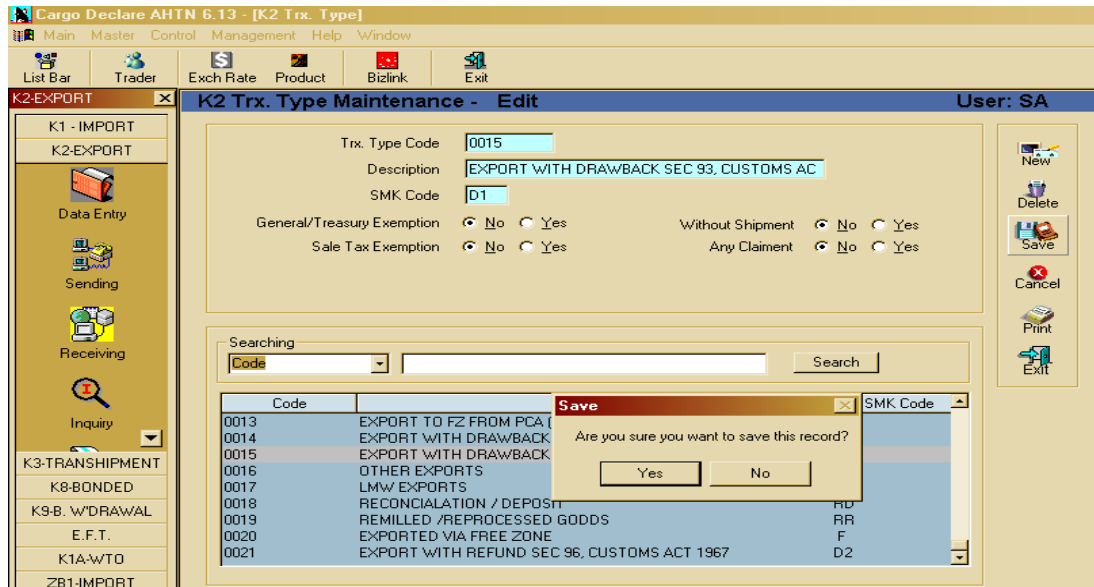 Cargo Declare AHTN 6.13 - [K2 Trx. Type]
Main Master Control Management Help Window
List Bar Trader Exch Rate Product Bizlink Exit
K2-EXPORT
K1 - IMPORT
K2-EXPORT
Data Entry
Sending
Receiving
Inquiry
K3-TRANSHIPMENT
K8-BONDED
K9-B. W'DRAWAL
E.F.T.
K1A-WTO
ZB1-IMPORT
K2 Trx. Type Maintenance - Edit User: SA
Trx. Type Code 0015
Description EXPORT WITH DRAWBACK SEC 93, CUSTOMS AC
SMK Code D1
General/Treasury Exemption No Yes Without Shipment No Yes
Sale Tax Exemption No Yes Any Claiment No Yes
New
Delete
Save
Cancel
Print
Exit
Searching
Code Search
Code SMK Code
0013 EXPORT TO FZ FROM PCA (
0014 EXPORT WITH DRAWBACK
0015 EXPORT WITH DRAWBACK
0016 OTHER EXPORTS
0017 LMW EXPORTS
0018 RECONCIALATION / DEPOSIT RD
0019 REMILLED /REPROCESSED GODDS RR
0020 EXPORTED VIA FREE ZONE F
0021 EXPORT WITH REFUND SEC 96, CUSTOMS ACT 1967 D2
Save
Are you sure you want to save this record?
Yes No